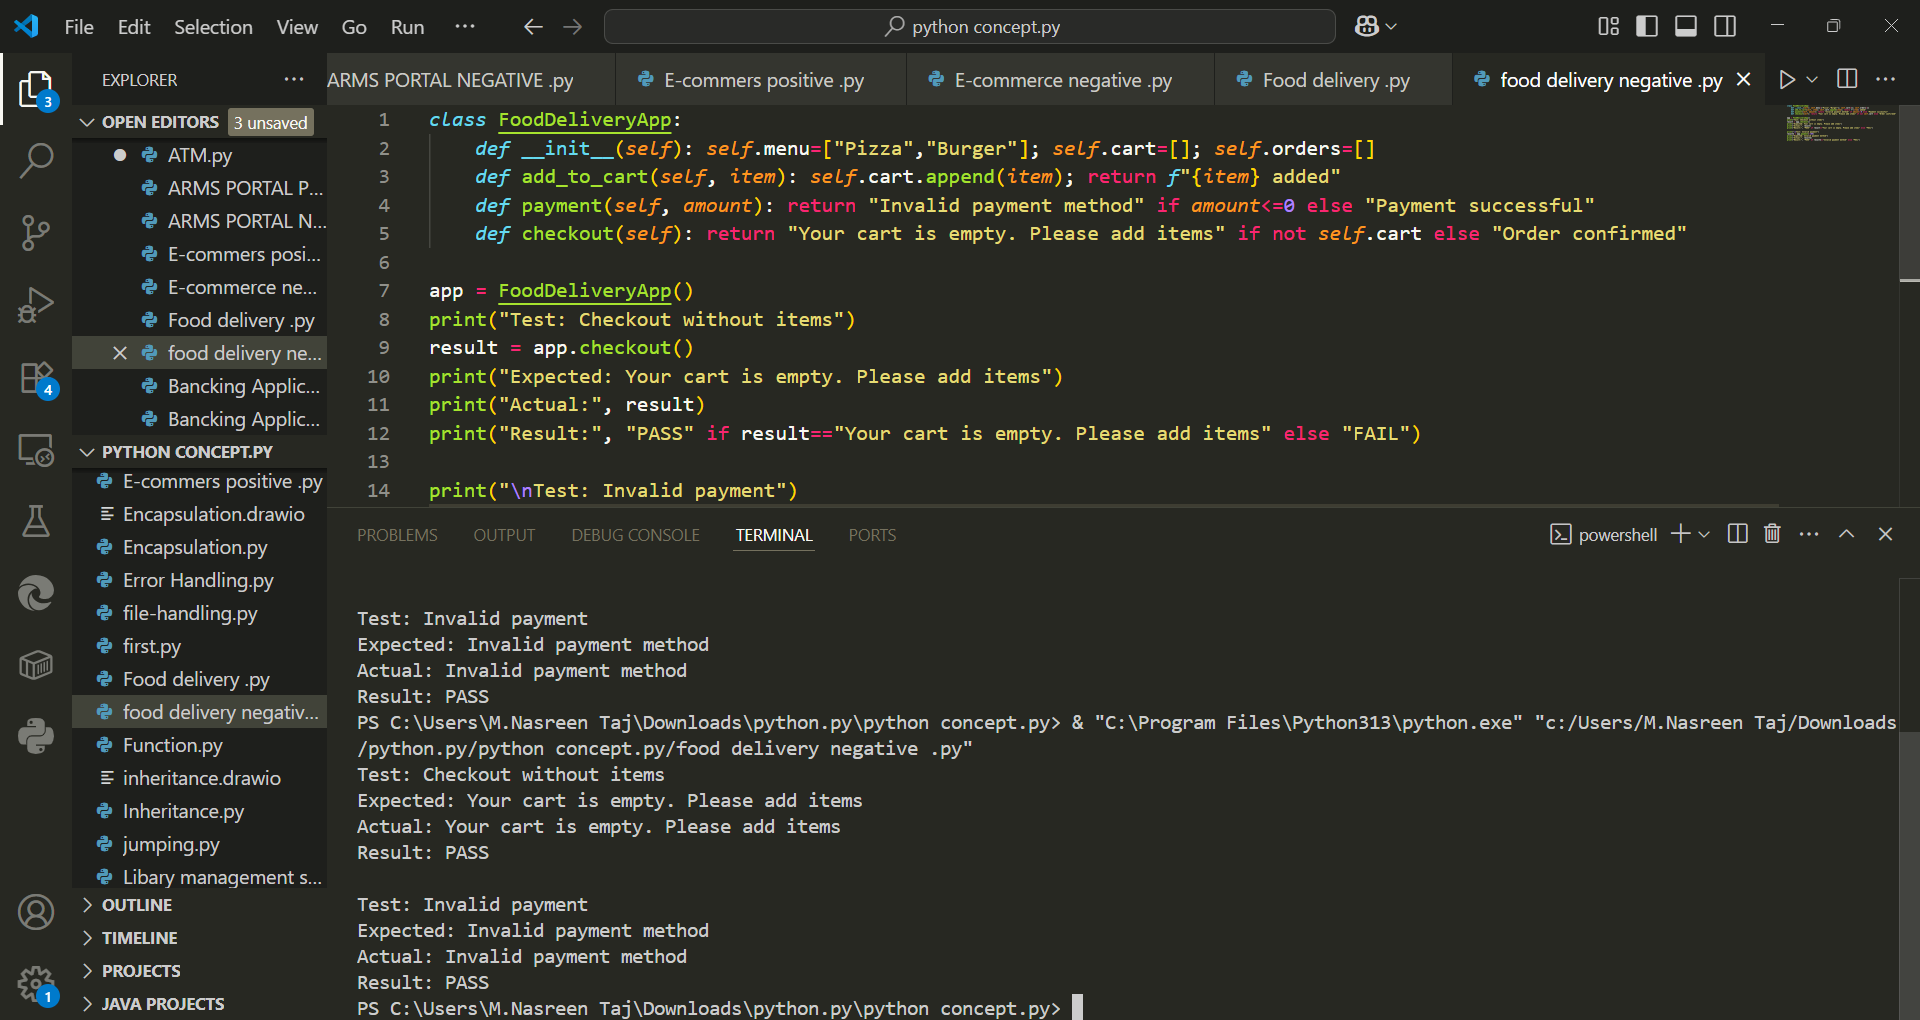 File Edit Selection View Go Run ...
python concept.py
EXPLORER ...
ARMS PORTAL NEGATIVE .py
E-commers positive .py
E-commerce negative .py
Food delivery .py
food delivery negative .py
OPEN EDITORS 3 unsaved
ATM.py
ARMS PORTAL P...
ARMS PORTAL N...
E-commers posi...
E-commerce ne...
Food delivery .py
food delivery ne...
Bancking Applic...
Bancking Applic...
PYTHON CONCEPT.PY
E-commers positive .py
Encapsulation.drawio
Encapsulation.py
Error Handling.py
file-handling.py
first.py
Food delivery .py
food delivery negativ...
Function.py
inheritance.drawio
Inheritance.py
jumping.py
Libary management s...
OUTLINE
TIMELINE
PROJECTS
JAVA PROJECTS
3
4
1
1 class FoodDeliveryApp:
2 def __init__(self): self.menu=["Pizza","Burger"]; self.cart=[]; self.orders=[]
3 def add_to_cart(self, item): self.cart.append(item); return f"{item} added"
4 def payment(self, amount): return "Invalid payment method" if amount<=0 else "Payment successful"
5 def checkout(self): return "Your cart is empty. Please add items" if not self.cart else "Order confirmed"
6
7 app = FoodDeliveryApp()
8 print("Test: Checkout without items")
9 result = app.checkout()
10 print("Expected: Your cart is empty. Please add items")
11 print("Actual:", result)
12 print("Result:", "PASS" if result=="Your cart is empty. Please add items" else "FAIL")
13
14 print("\nTest: Invalid payment")
PROBLEMS OUTPUT DEBUG CONSOLE TERMINAL PORTS
powershell
Test: Invalid payment
Expected: Invalid payment method
Actual: Invalid payment method
Result: PASS
PS C:\Users\M.Nasreen Taj\Downloads\python.py\python concept.py> & "C:\Program Files\Python313\python.exe" "c:/Users/M.Nasreen Taj/Downloads
/python.py/python concept.py/food delivery negative .py"
Test: Checkout without items
Expected: Your cart is empty. Please add items
Actual: Your cart is empty. Please add items
Result: PASS
Test: Invalid payment
Expected: Invalid payment method
Actual: Invalid payment method
Result: PASS
PS C:\Users\M.Nasreen Taj\Downloads\python.py\python concept.py>